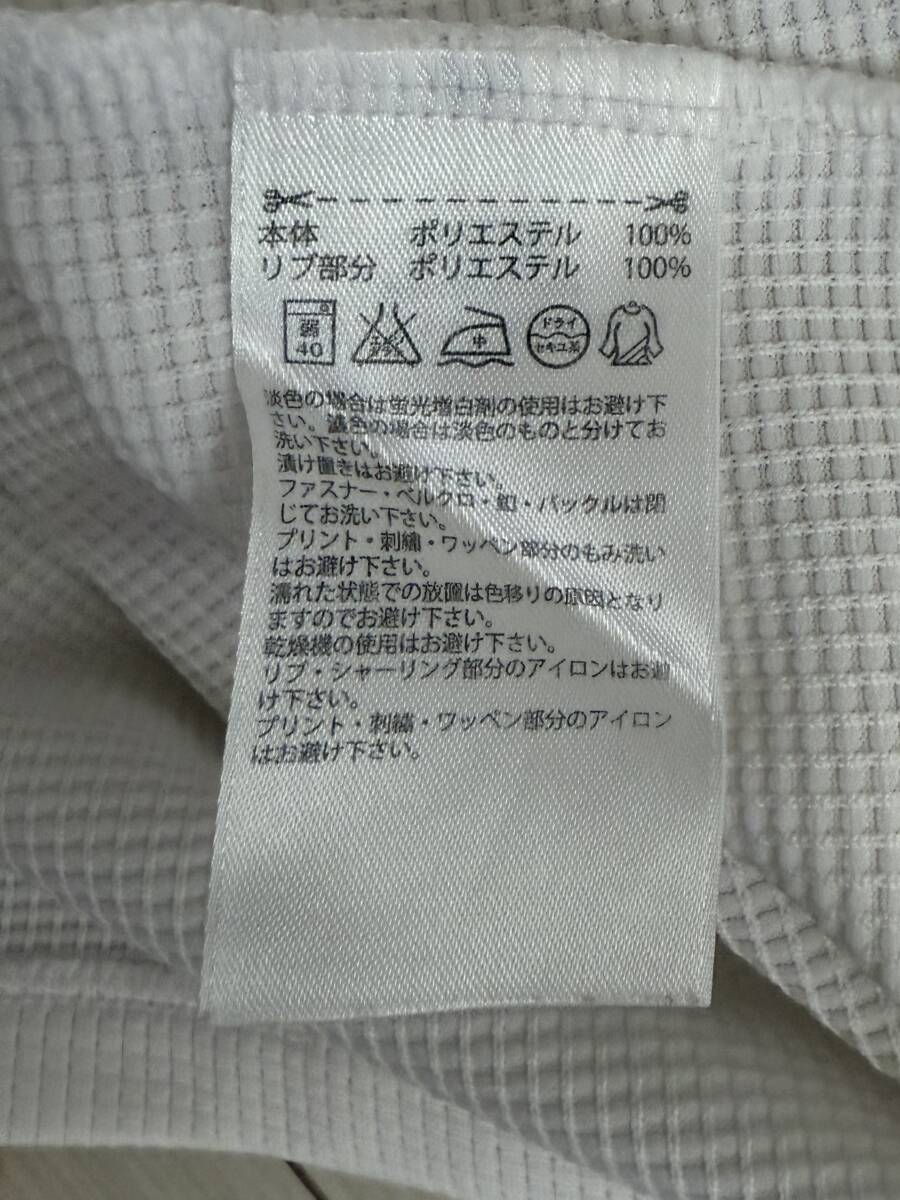 本体 ポリエステル 100%
リブ部分 ポリエステル 100%
弱 40 中 ドライ セキユ系
淡色の場合は蛍光増白剤の使用はお避け下
さい。濃色の場合は淡色のものと分けてお
洗い下さい。
漬け置きはお避け下さい。
ファスナー・ベルクロ・釦・バックルは閉
じてお洗い下さい。
プリント・刺繍・ワッペン部分のもみ洗い
はお避け下さい。
濡れた状態での放置は色移りの原因となり
ますのでお避け下さい。
乾燥機の使用はお避け下さい。
リブ・シャーリング部分のアイロンはお避
け下さい。
プリント・刺繍・ワッペン部分のアイロン
はお避け下さい。